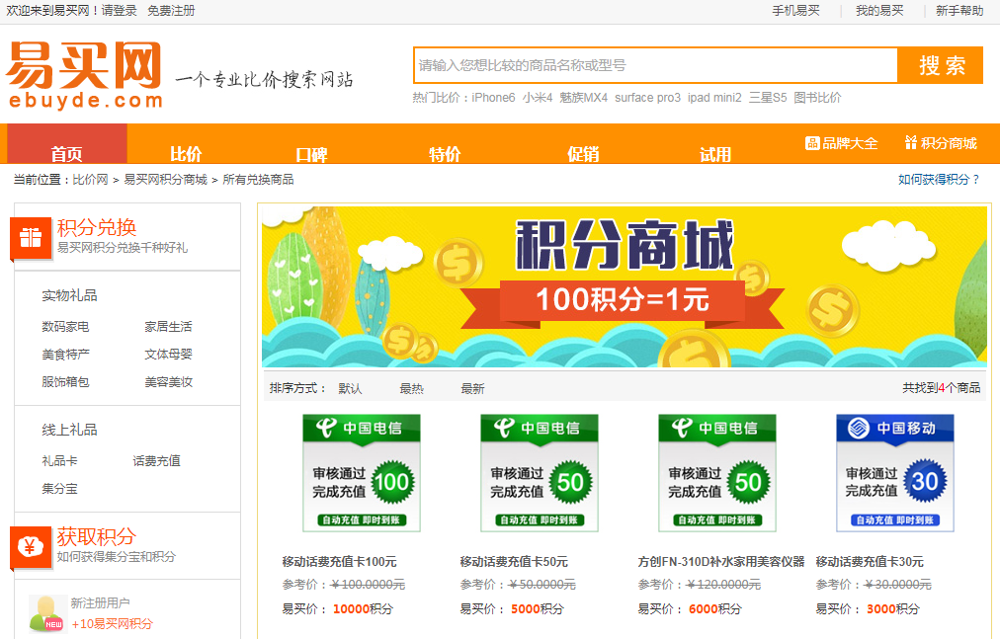 欢迎来到易买网！请登录 免费注册 手机易买 我的易买 新手帮助
易买网
ebuyde.com
一个专业比价搜索网站
请输入您想比较的商品名称或型号 搜 索
热门比价：iPhone6 小米4 魅族MX4 surface pro3 ipad mini2 三星S5 图书比价
首页 比价 口碑 特价 促销 试用 品 品牌大全 积分商城
当前位置：比价网 > 易买网积分商城 > 所有兑换商品 如何获得积分？
积分兑换
易买网积分兑换千种好礼
实物礼品
数码家电 家居生活
美食特产 文体母婴
服饰箱包 美容美妆
线上礼品
礼品卡 话费充值
集分宝
¥ 获取积分
如何获得集分宝和积分
新注册用户
NEW +10易买网积分
积分商城
100积分=1元
排序方式： 默认 最热 最新 共找到4个商品
中国电信
审核通过
完成充值
100
自动充值 即时到账
移动话费充值卡100元
参考价：￥100.0000元
易买价： 10000积分
中国电信
审核通过
完成充值
50
自动充值 即时到账
移动话费充值卡50元
参考价：￥50.0000元
易买价： 5000积分
中国电信
审核通过
完成充值
50
自动充值 即时到账
方创FN-310D补水家用美容仪器
参考价：￥120.0000元
易买价： 6000积分
中国移动
审核通过
完成充值
30
自动充值 即时到账
移动话费充值卡30元
参考价：￥30.0000元
易买价： 3000积分